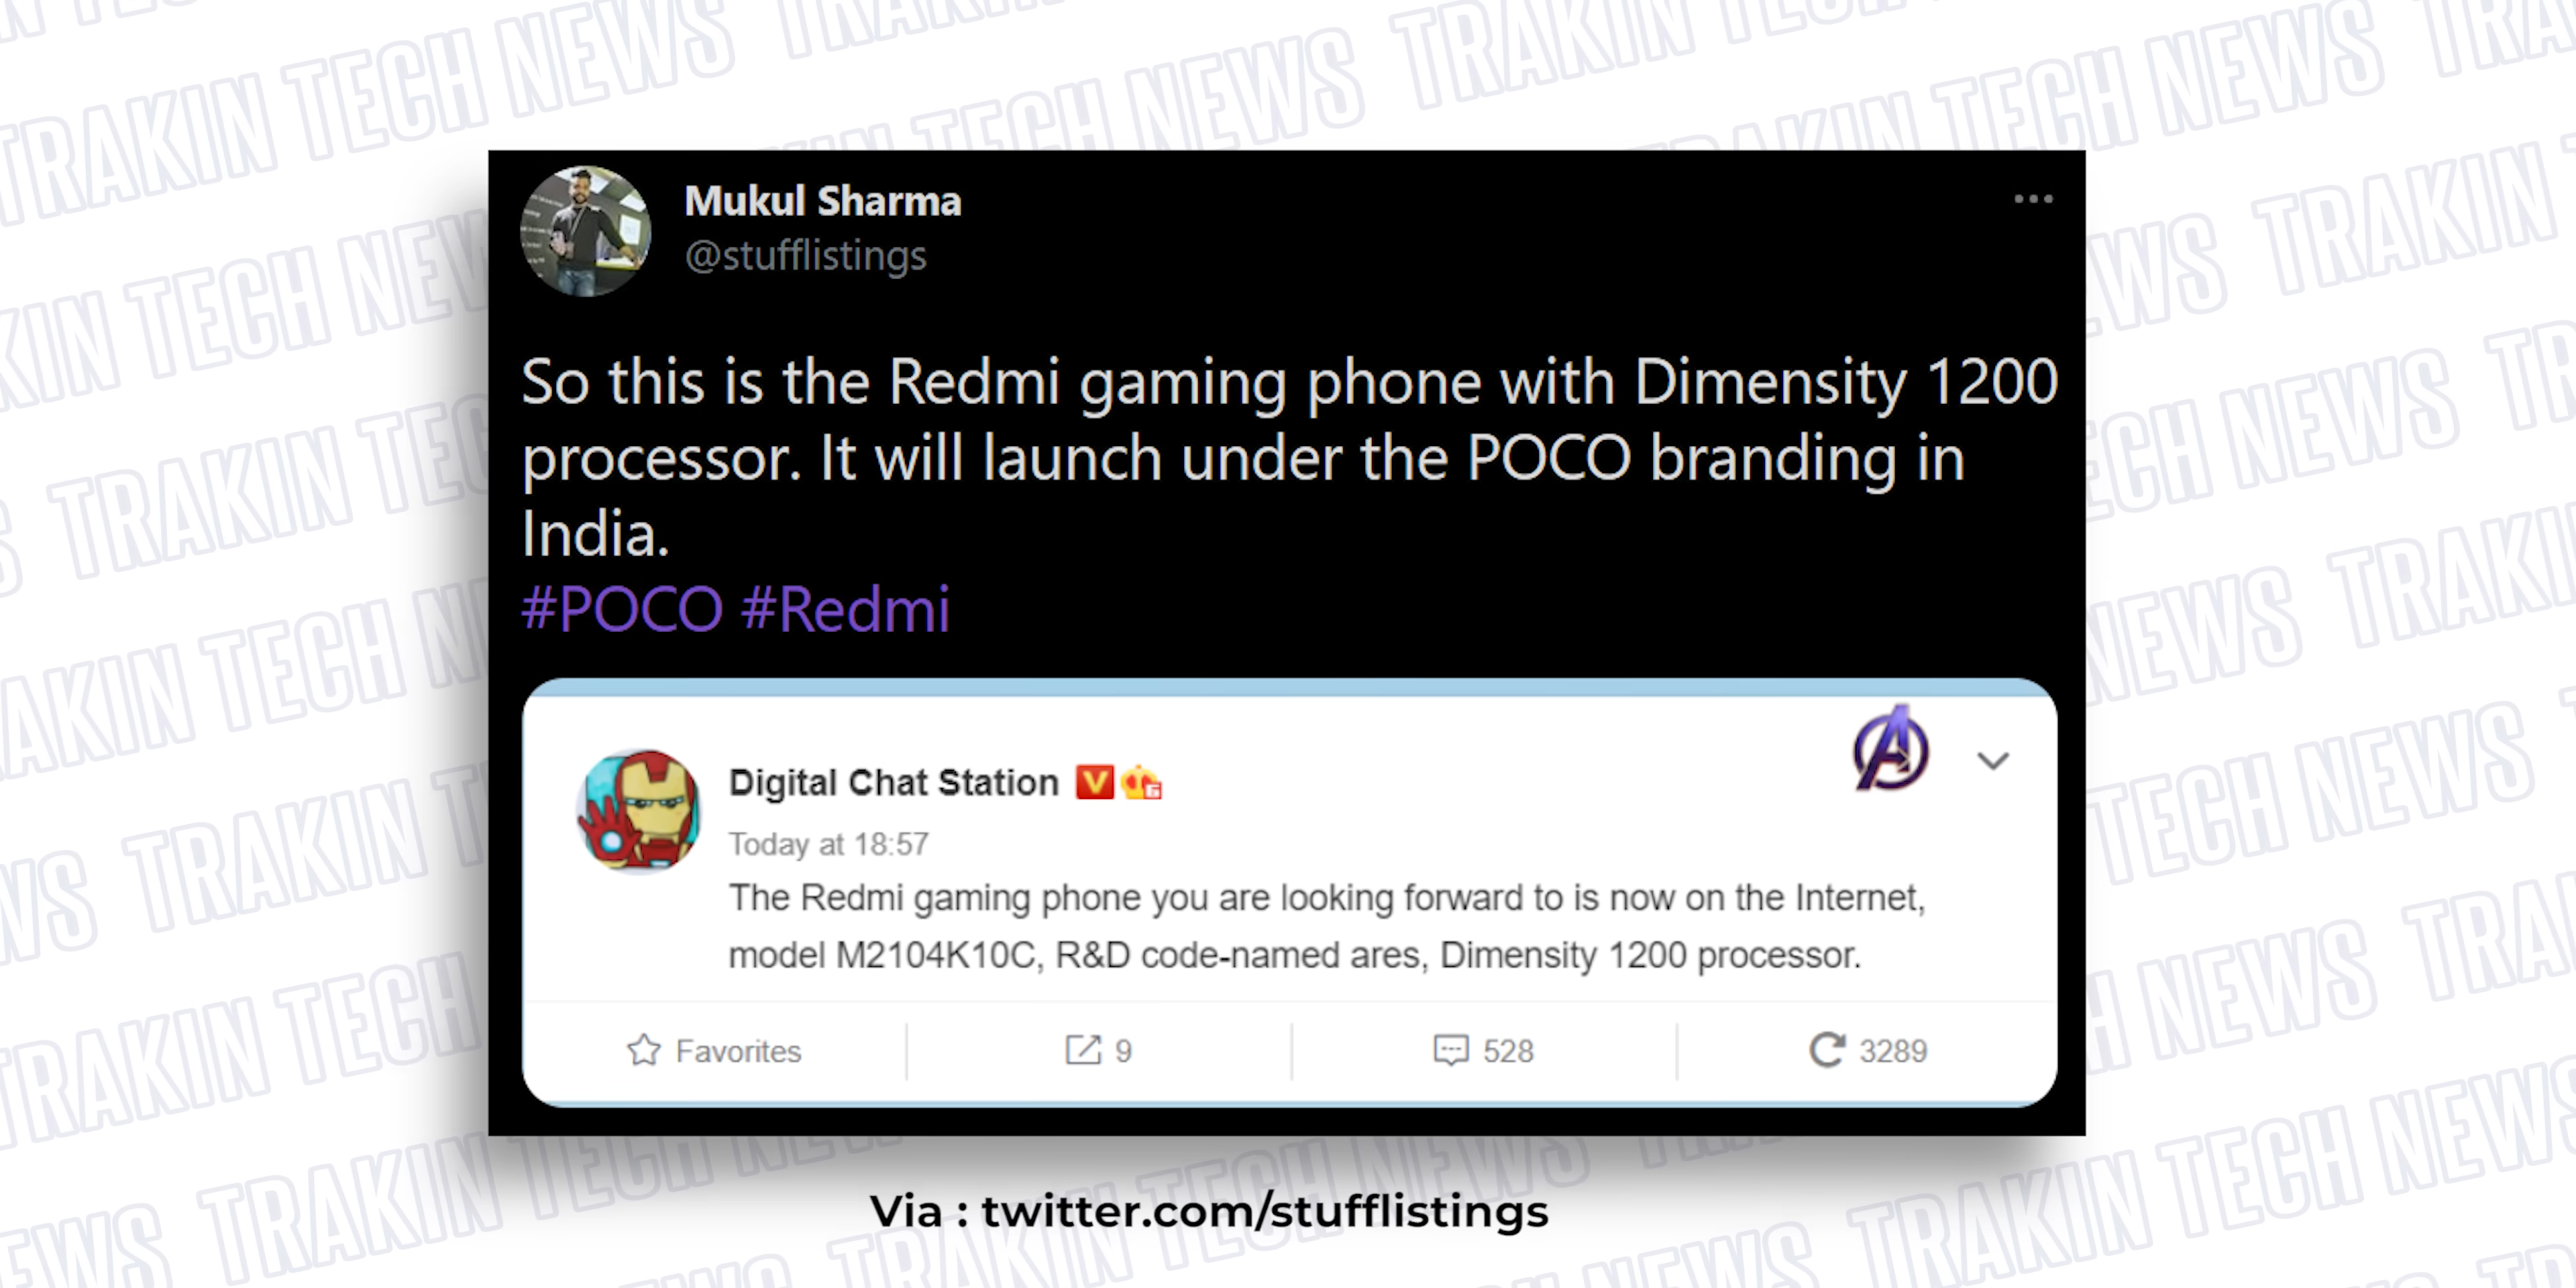 TRAKIN TECH NEWS
Mukul Sharma
@stufflistings
So this is the Redmi gaming phone with Dimensity 1200
processor. It will launch under the POCO branding in
India.
#POCO #Redmi
Digital Chat Station
Today at 18:57
The Redmi gaming phone you are looking forward to is now on the Internet,
model M2104K10C, R&D code-named ares, Dimensity 1200 processor.
Favorites 9 528 3289
Via : twitter.com/stufflistings